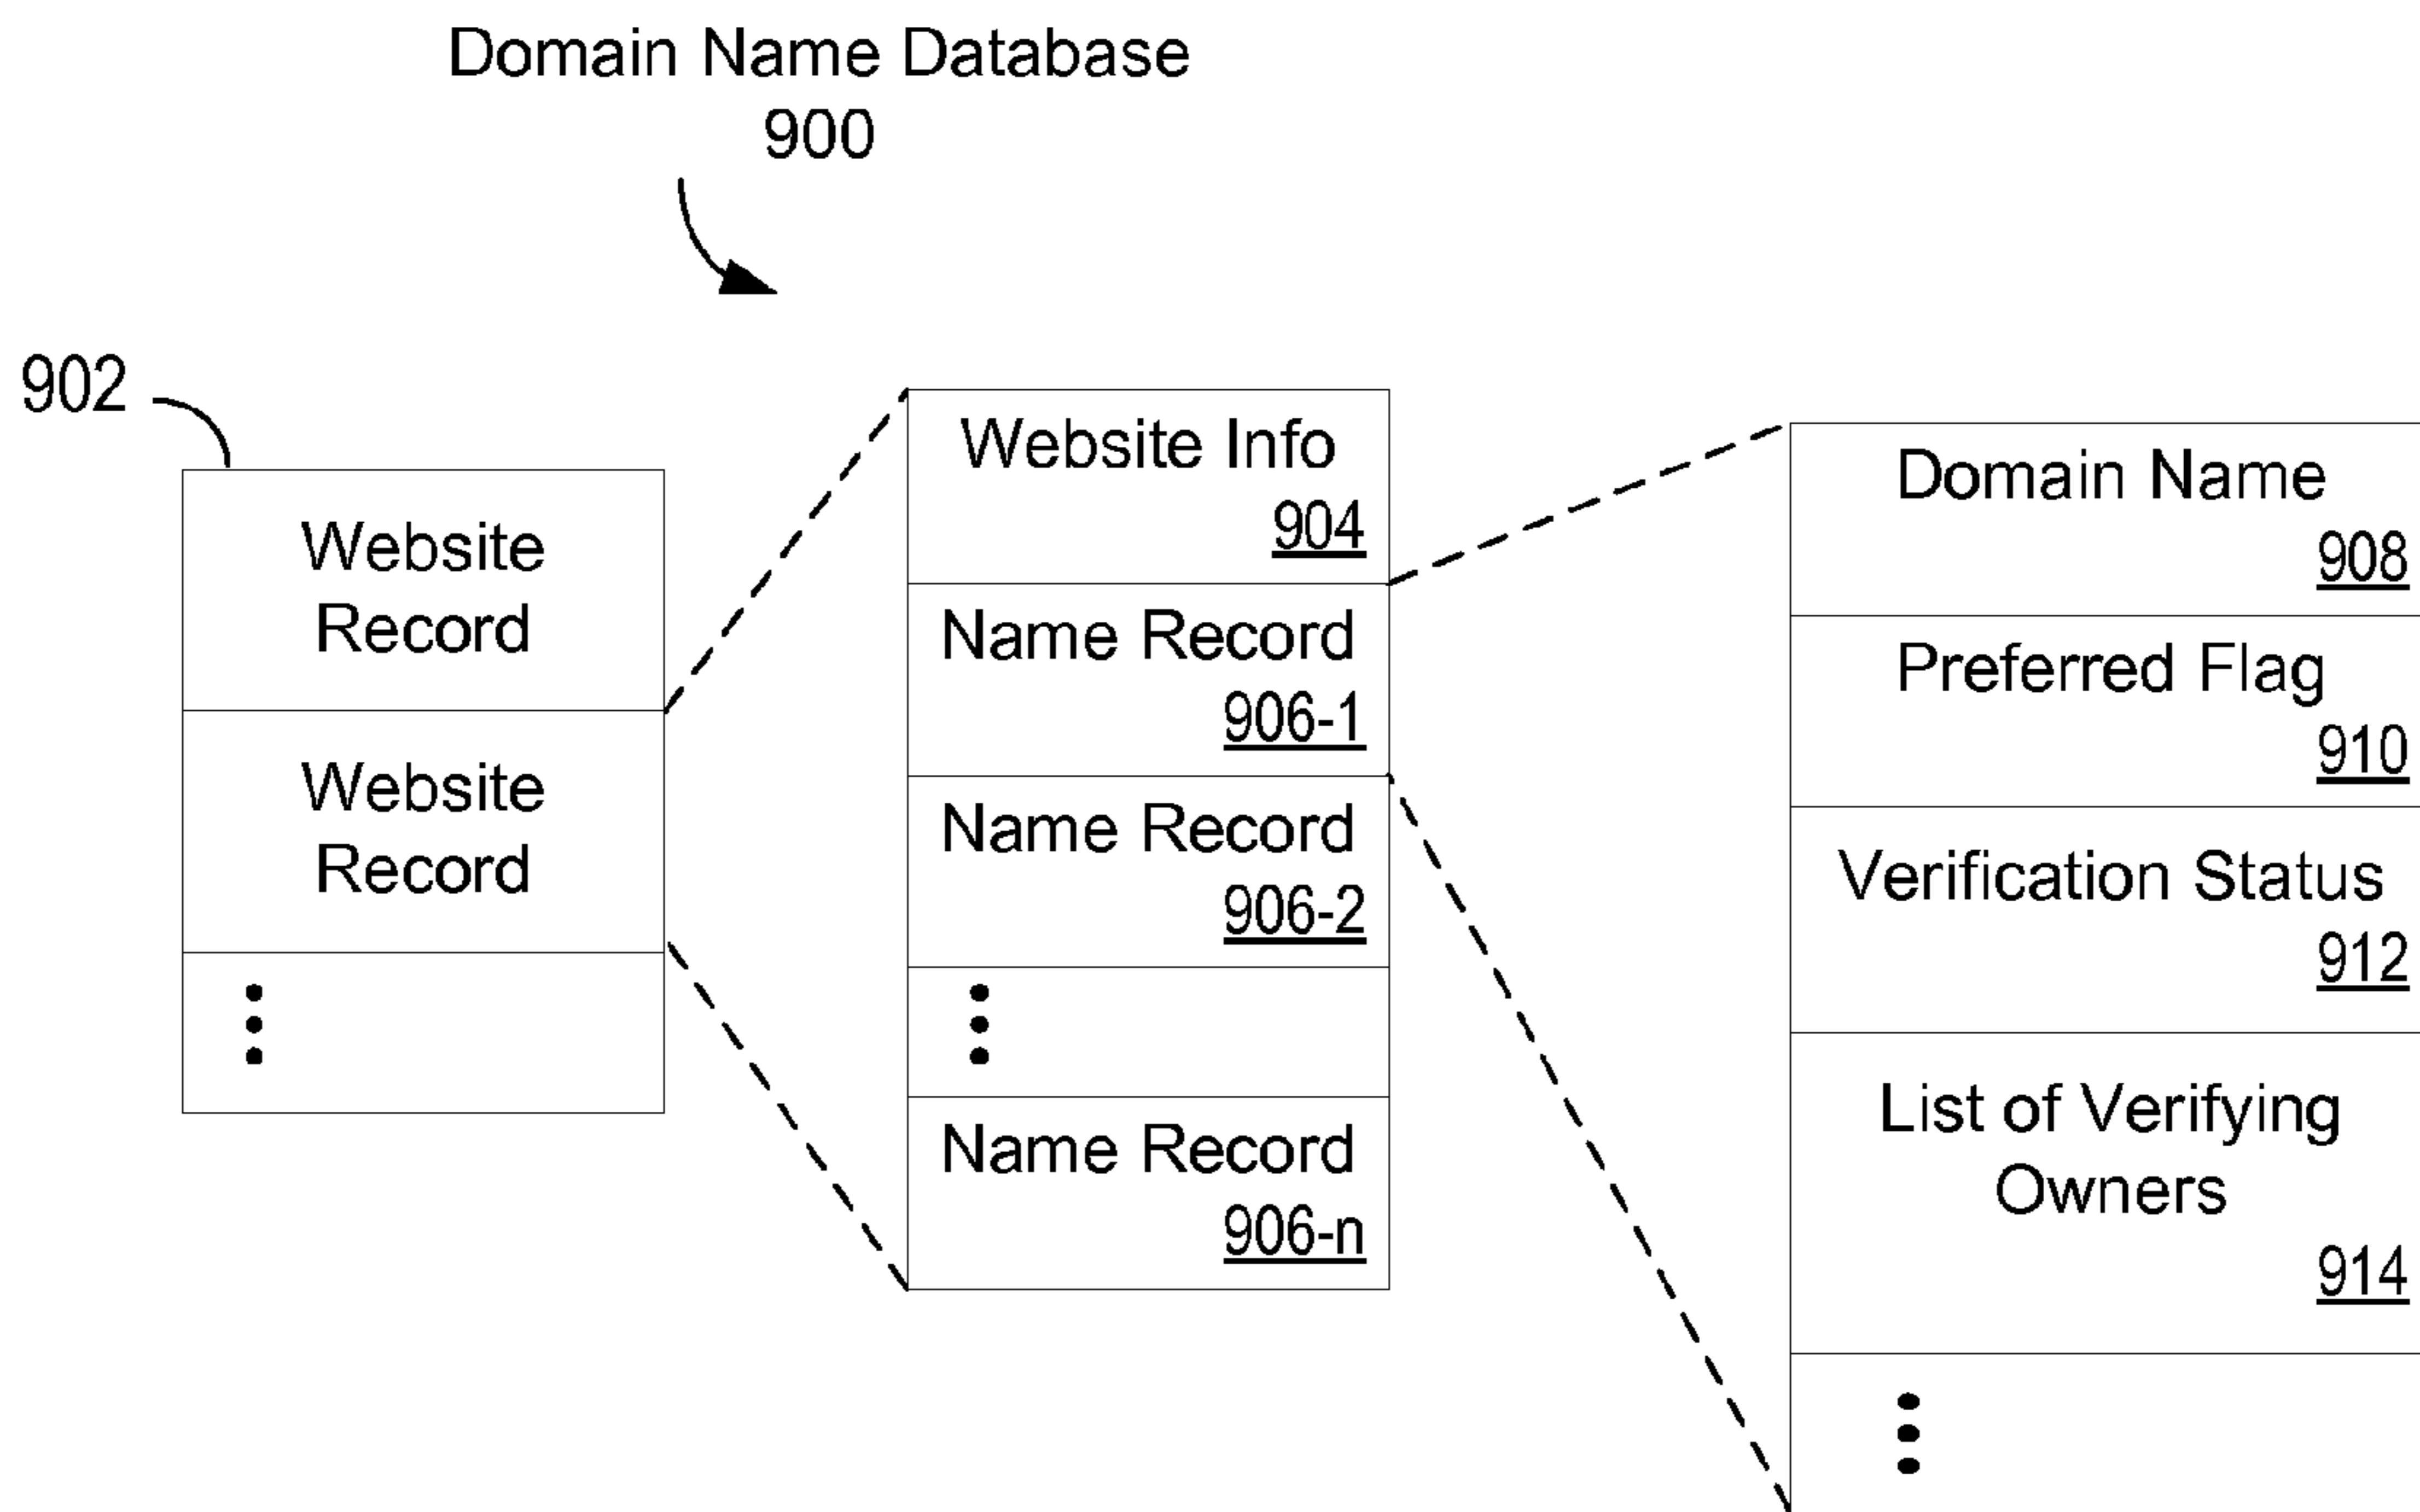 Domain Name Database
900
902
Website
Record
Website
Record
Website Info
904
Name Record
906-1
Name Record
906-2
Name Record
906-n
Domain Name
908
Preferred Flag
910
Verification Status
912
List of Verifying
Owners
914